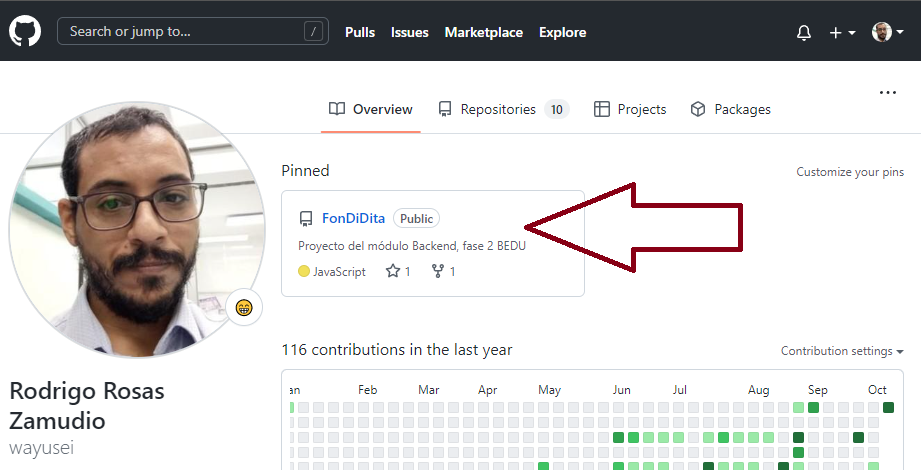 Search or jump to... /
Pulls Issues Marketplace Explore
Overview Repositories 10 Projects Packages
Pinned
Customize your pins
FonDiDita Public
Proyecto del módulo Backend, fase 2 BEDU
JavaScript 1 1
116 contributions in the last year
Contribution settings
an Feb Mar Apr May Jun Jul Aug Sep Oct
Rodrigo Rosas
Zamudio
wayusei